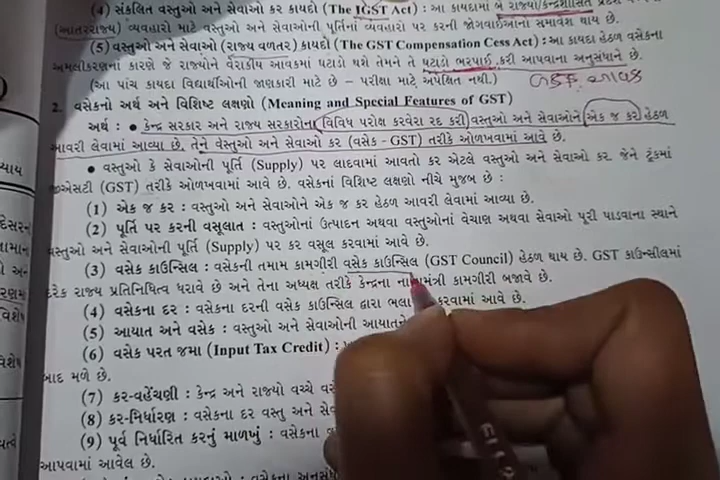 (4) સંકલિત વસ્તુઓ અને સેવાઓ કર કાયદો (The IGST Act) : આ કાયદામાં બે રાજ્યો/કેન્દ્રશાસિત
(આંતરરાજ્ય) વ્યવહારો માટે વસ્તુઓ અને સેવાઓની પૂર્તિનાં વ્યવહારો પર કરની જોગવાઈઓના સમાવેશ થાય છે.
(5) વસ્તુઓ અને સેવાઓ (રાજ્ય વળતર) કાયદો (The GST Compensation Cess Act) : આ કાયદા હેઠળ વસેકના
અમલીકરણનાં કારણે જે રાજ્યોને વેરાકીય આવકમાં ઘટાડો થશે તેમને તે ઘટાડો ભરપાઈ કરી આપવાના અનુસંધાને છે.
(આ પાંચ કાયદા વિદ્યાર્થીઓની જાણકારી માટે છે – પરીક્ષા માટે અપેક્ષિત નથી.)
2. વસેકનો અર્થ અને વિશિષ્ટ લક્ષણો (Meaning and Special Features of GST)
અર્થ : ● કેન્દ્ર સરકાર અને રાજ્ય સરકારોના વિવિધ પરોક્ષ કરવેરા રદ કરી વસ્તુઓ અને સેવાઓને એક જ કર હેઠળ
આવરી લેવામાં આવ્યા છે. તેને વસ્તુઓ અને સેવાઓ કર (વસેક - GST) તરીકે ઓળખવામાં આવે છે.
● વસ્તુઓ કે સેવાઓની પૂર્તિ (Supply) પર લાદવામાં આવતો કર એટલે વસ્તુઓ અને સેવાઓ કર જેને ટૂંકમાં
જીએસટી (GST) તરીકે ઓળખવામાં આવે છે. વસેકનાં વિશિષ્ટ લક્ષણો નીચે મુજબ છે :
(1) એક જ કર : વસ્તુઓ અને સેવાઓને એક જ કર હેઠળ આવરી લેવામાં આવ્યા છે.
(2) પૂર્તિ પર કરની વસૂલાત : વસ્તુઓનાં ઉત્પાદન અથવા વસ્તુઓનાં વેચાણ અથવા સેવાઓ પૂરી પાડવાના સ્થાને
વસ્તુઓ અને સેવાઓની પૂર્તિ (Supply) પર કર વસૂલ કરવામાં આવે છે.
(3) વસેક કાઉન્સિલ : વસેકની તમામ કામગીરી વસેક કાઉન્સિલ (GST Council) હેઠળ થાય છે. GST કાઉન્સીલમાં
દરેક રાજ્ય પ્રતિનિધિત્વ ધરાવે છે અને તેના અધ્યક્ષ તરીકે કેન્દ્રના કામગીરી બજાવે છે.
(4) વસેકના દર : વસેકના દરની વસેક કાઉન્સિલ દ્વારા કરવામાં આવે છે.
(5) આયાત અને વસેક : વસ્તુઓ અને સેવાઓની આયાતને
(6) વસેક પરત જમા (Input Tax Credit) :
બાદ મળે છે.
(7) કર-વહેંચણી : કેન્દ્ર અને રાજ્યો વચ્ચે
(8) કર-નિર્ધારણ : વસેકના દર વસ્તુ અને
(9) પૂર્વ નિર્ધારિત કરનું માળખું : વસેકના
આપવામાં આવેલ છે.